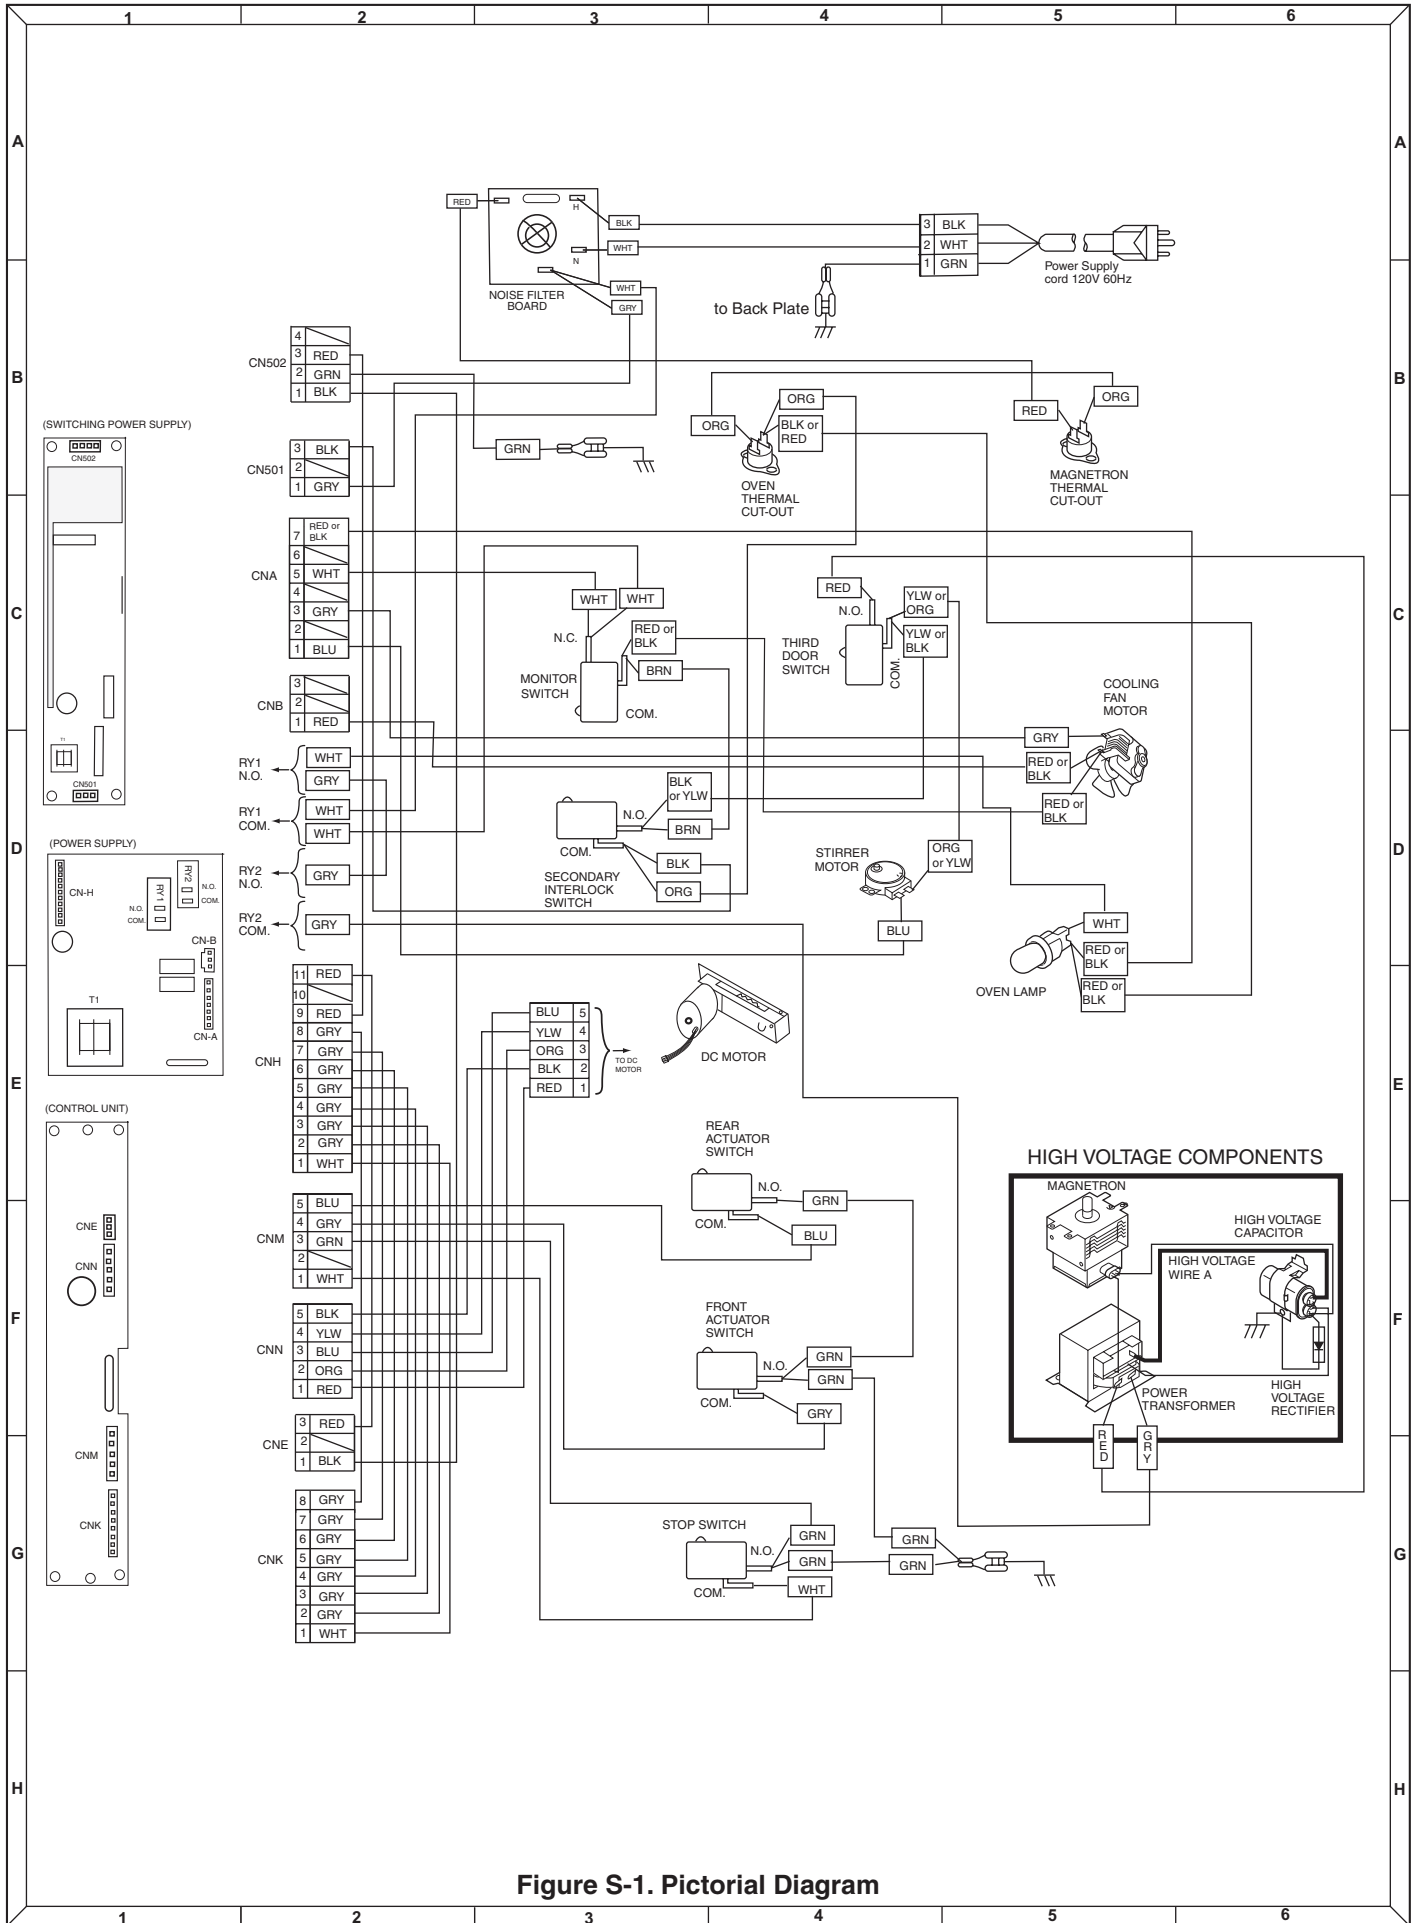 1 2 3 4 5 6
A A
RED
H
BLK
WHT
N
3 BLK
2 WHT
1 GRN
Power Supply
cord 120V 60Hz
WHT
GRY
NOISE FILTER
BOARD
to Back Plate
B B
CN502
4
3 RED
2 GRN
1 BLK
ORG
ORG
BLK or
RED
RED
ORG
OVEN
THERMAL
CUT-OUT
MAGNETRON
THERMAL
CUT-OUT
(SWITCHING POWER SUPPLY)
CN502
T1
CN501
CN501
3 BLK
2
1 GRY
GRN
C C
CNA
7 RED or
BLK
6
5 WHT
4
3 GRY
2
1 BLU
WHT
WHT
N.C.
RED or
BLK
BRN
MONITOR
SWITCH
COM.
RED
N.O.
YLW or
ORG
YLW or
BLK
THIRD
DOOR
SWITCH
COM.
CNB
3
2
1 RED
COOLING
FAN
MOTOR
GRY
RED or
BLK
RED or
BLK
RY1
N.O.
WHT
GRY
RY1
COM.
WHT
WHT
D D
RY2
N.O.
GRY
RY2
COM.
GRY
BLK
or YLW
N.O.
BRN
COM.
BLK
ORG
SECONDARY
INTERLOCK
SWITCH
STIRRER
MOTOR
ORG
or YLW
BLU
WHT
RED or
BLK
RED or
BLK
OVEN LAMP
(POWER SUPPLY)
CN-H
RY2
N.O.
COM.
RY1
N.O.
COM.
CN-B
T1
CN-A
E E
CNH
11 RED
10
9 RED
8 GRY
7 GRY
6 GRY
5 GRY
4 GRY
3 GRY
2 GRY
1 WHT
BLU 5
YLW 4
ORG 3
BLK 2
RED 1
TO DC
MOTOR
DC MOTOR
(CONTROL UNIT)
CNE
CNN
CNM
CNK
REAR
ACTUATOR
SWITCH
N.O.
GRN
COM.
BLU
HIGH VOLTAGE COMPONENTS
MAGNETRON
HIGH VOLTAGE
CAPACITOR
HIGH VOLTAGE
WIRE A
POWER
TRANSFORMER
HIGH
VOLTAGE
RECTIFIER
RED
GRY
F F
CNM
5 BLU
4 GRY
3 GRN
2
1 WHT
CNN
5 BLK
4 YLW
3 BLU
2 ORG
1 RED
FRONT
ACTUATOR
SWITCH
N.O.
GRN
GRN
COM.
GRY
CNE
3 RED
2
1 BLK
G G
CNK
8 GRY
7 GRY
6 GRY
5 GRY
4 GRY
3 GRY
2 GRY
1 WHT
STOP SWITCH
N.O.
GRN
GRN
COM.
WHT
GRN
GRN
H H
Figure S-1. Pictorial Diagram
1 2 3 4 5 6